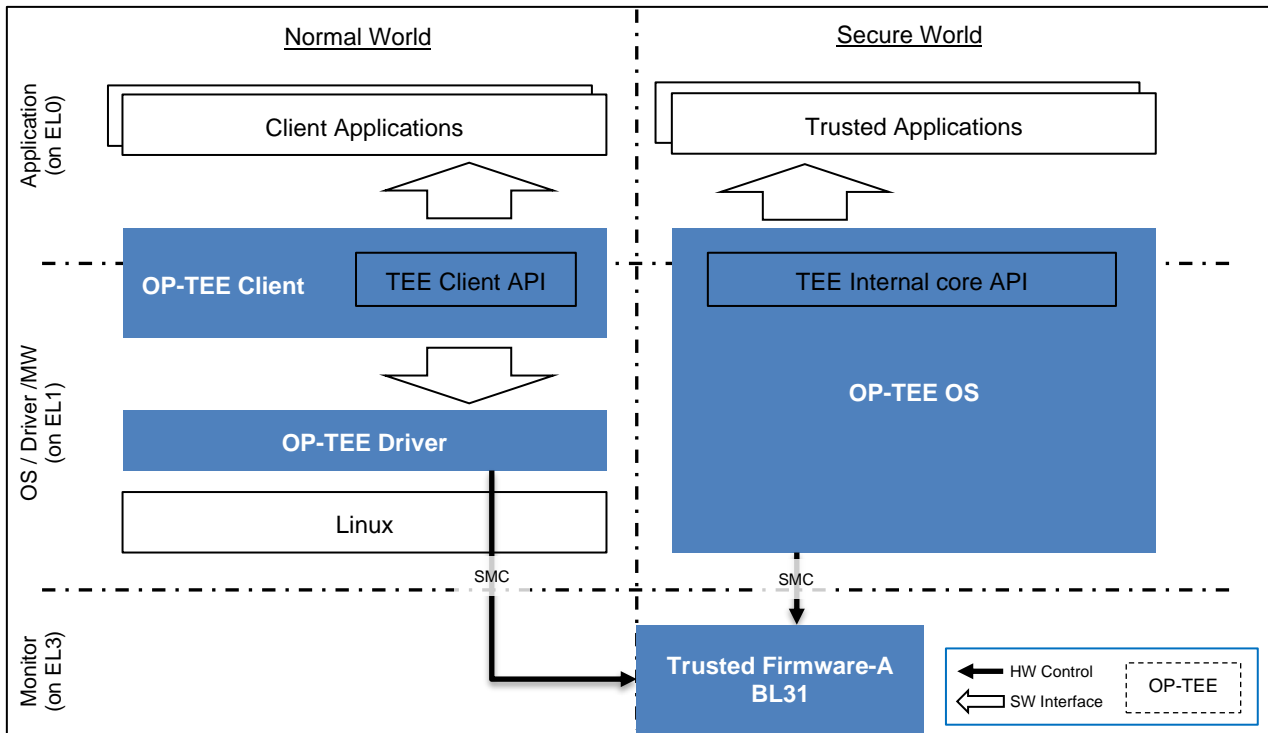 Normal World
Secure World
Application
(on EL0)
Client Applications
Trusted Applications
OP-TEE Client
TEE Client API
TEE Internal core API
OS / Driver /MW
(on EL1)
OP-TEE OS
OP-TEE Driver
Linux
SMC
SMC
Monitor
(on EL3)
Trusted Firmware-A
BL31
HW Control
SW Interface
OP-TEE